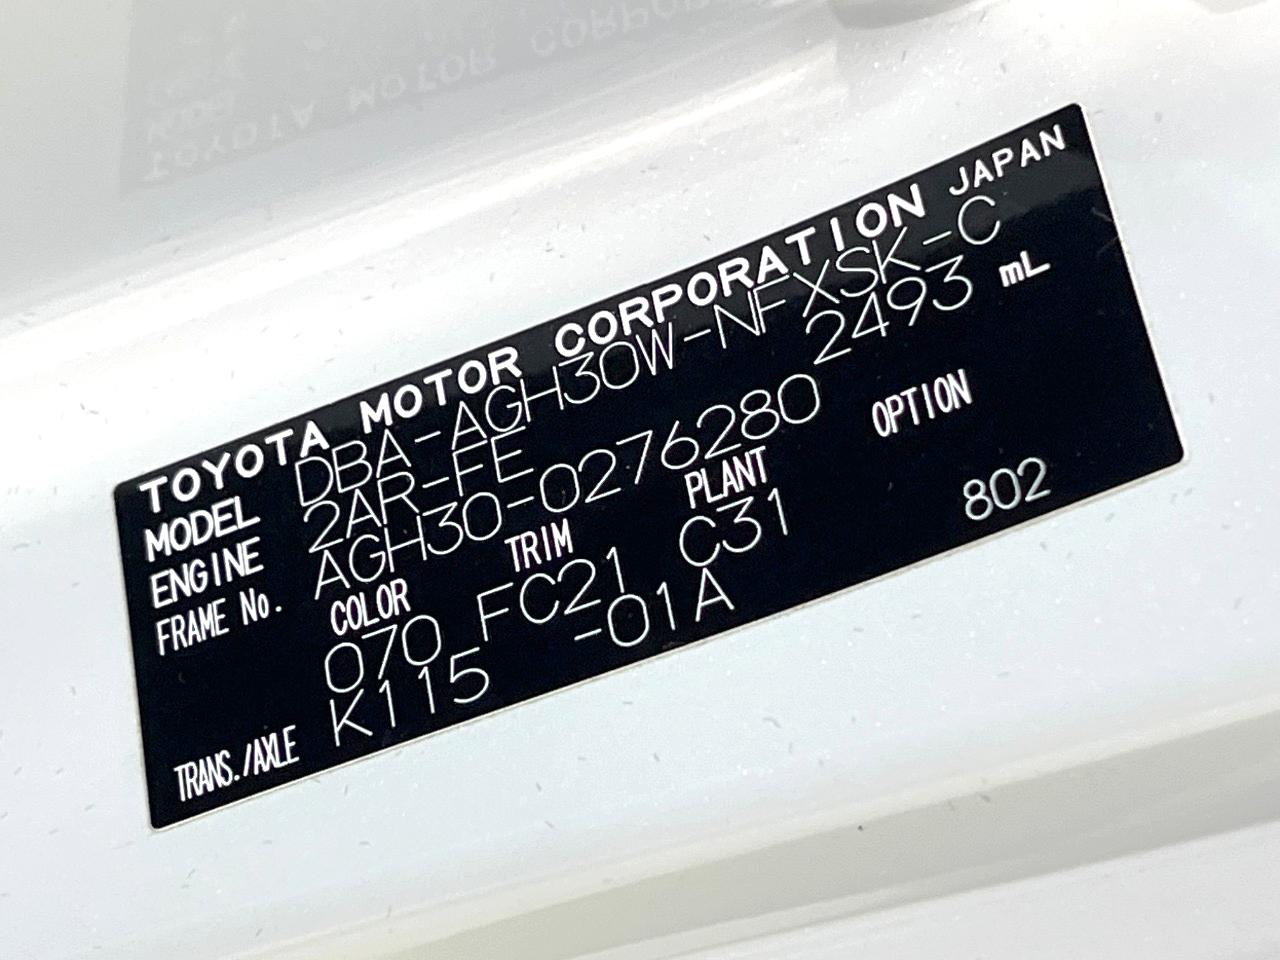 TOYOTA MOTOR CORPORATION JAPAN
MODEL DBA-AGH30W-NFXSK-C
ENGINE 2AR-FE 2493 mL
FRAME No. AGH30-0276280
COLOR TRIM PLANT OPTION
070 FC21 C31 802
TRANS./AXLE K115 -01A